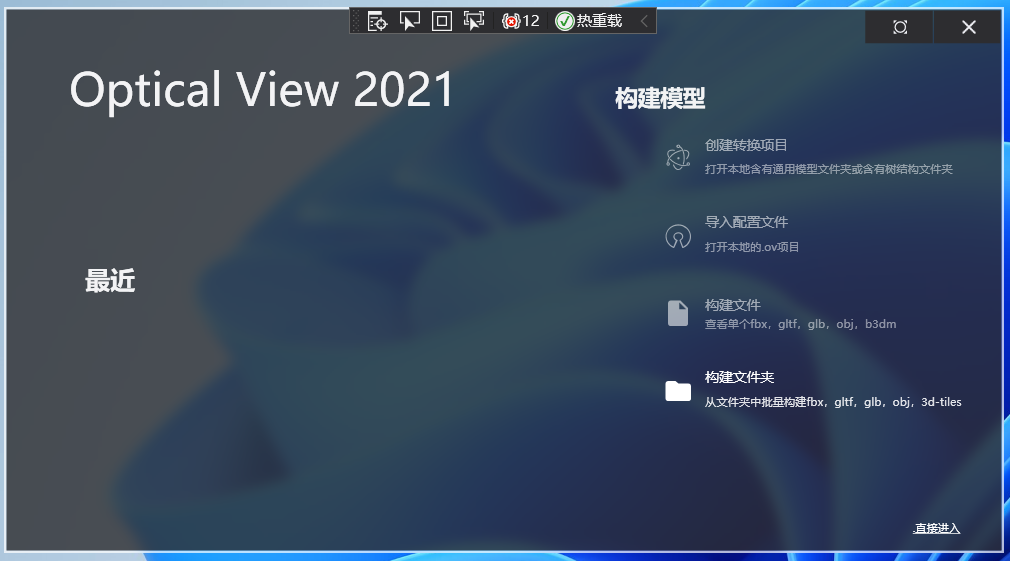 12 热重载
Optical View 2021
构建模型
创建转换项目
打开本地含有通用模型文件夹或含有树结构文件夹
导入配置文件
打开本地的.ov项目
最近
构建文件
查看单个fbx，gltf，glb，obj，b3dm
构建文件夹
从文件夹中批量构建fbx，gltf，glb，obj，3d-tiles
.直接进入